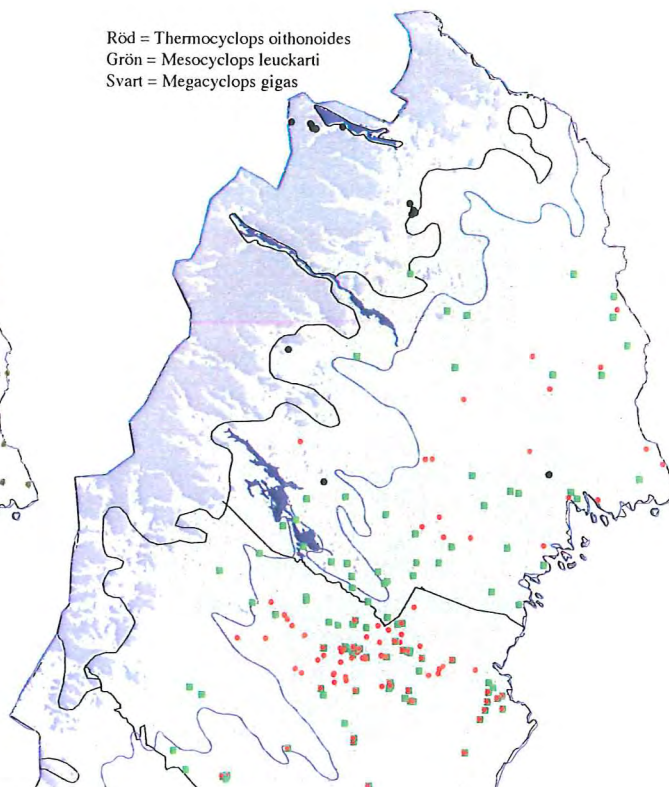 Röd = Thermocyclops oithonoides
Grön = Mesocyclops leuckarti
Svart = Megacyclops gigas